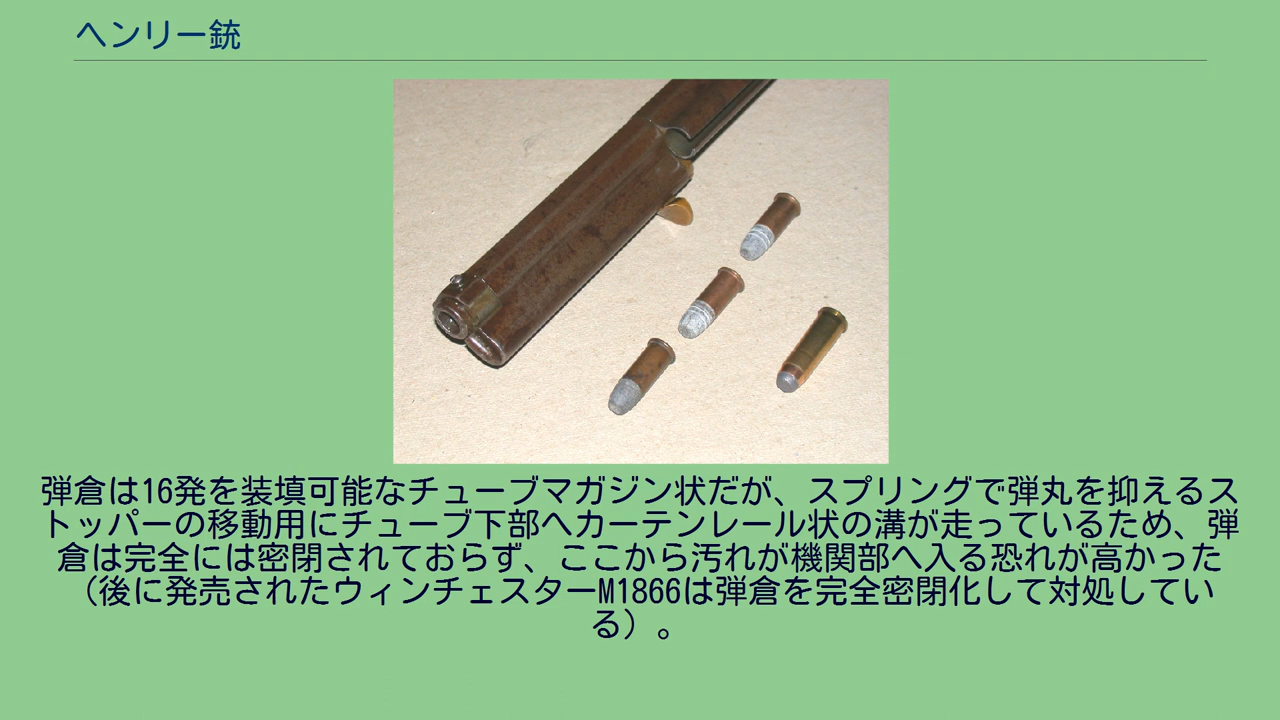 ヘンリー銃
弾倉は16発を装填可能なチューブマガジン状だが、スプリングで弾丸を抑えるス
トッパーの移動用にチューブ下部へカーテンレール状の溝が走っているため、弾
倉は完全には密閉されておらず、ここから汚れが機関部へ入る恐れが高かった
（後に発売されたウィンチェスターM1866は弾倉を完全密閉化して対処してい
る）。